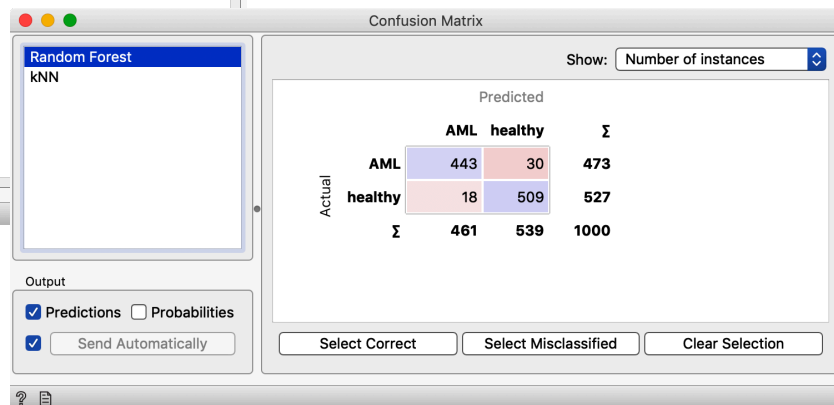 Confusion Matrix
Random Forest
kNN
Output
Predictions Probabilities
Send Automatically
Show: Number of instances
Predicted
AML healthy Σ
Actual
AML 443 30 473
healthy 18 509 527
Σ 461 539 1000
Select Correct Select Misclassified Clear Selection
?